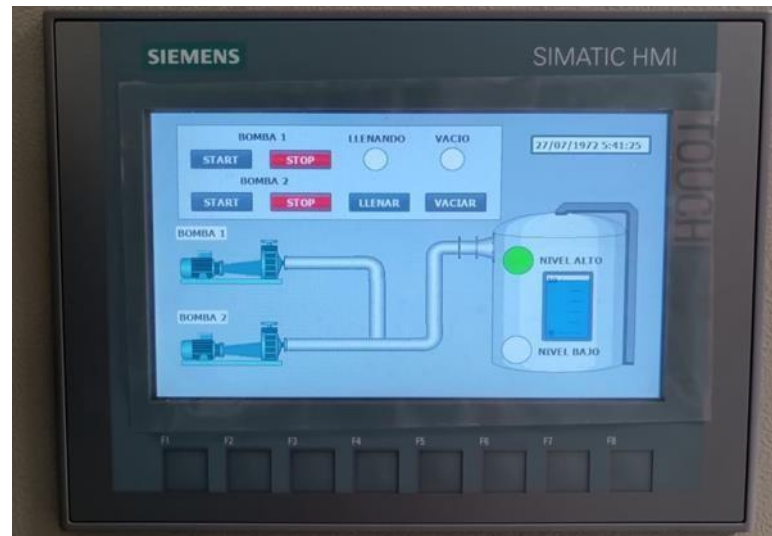 SIEMENS
SIMATIC HMI
TOUCH
BOMBA 1
LLENANDO
VACIO
27/07/1972 5:41:25
START
STOP
BOMBA 2
START
STOP
LLENAR
VACIAR
BOMBA 1
NIVEL ALTO
BOMBA 2
NIVEL BAJO
F1 F2 F3 F4 F5 F6 F7 F8